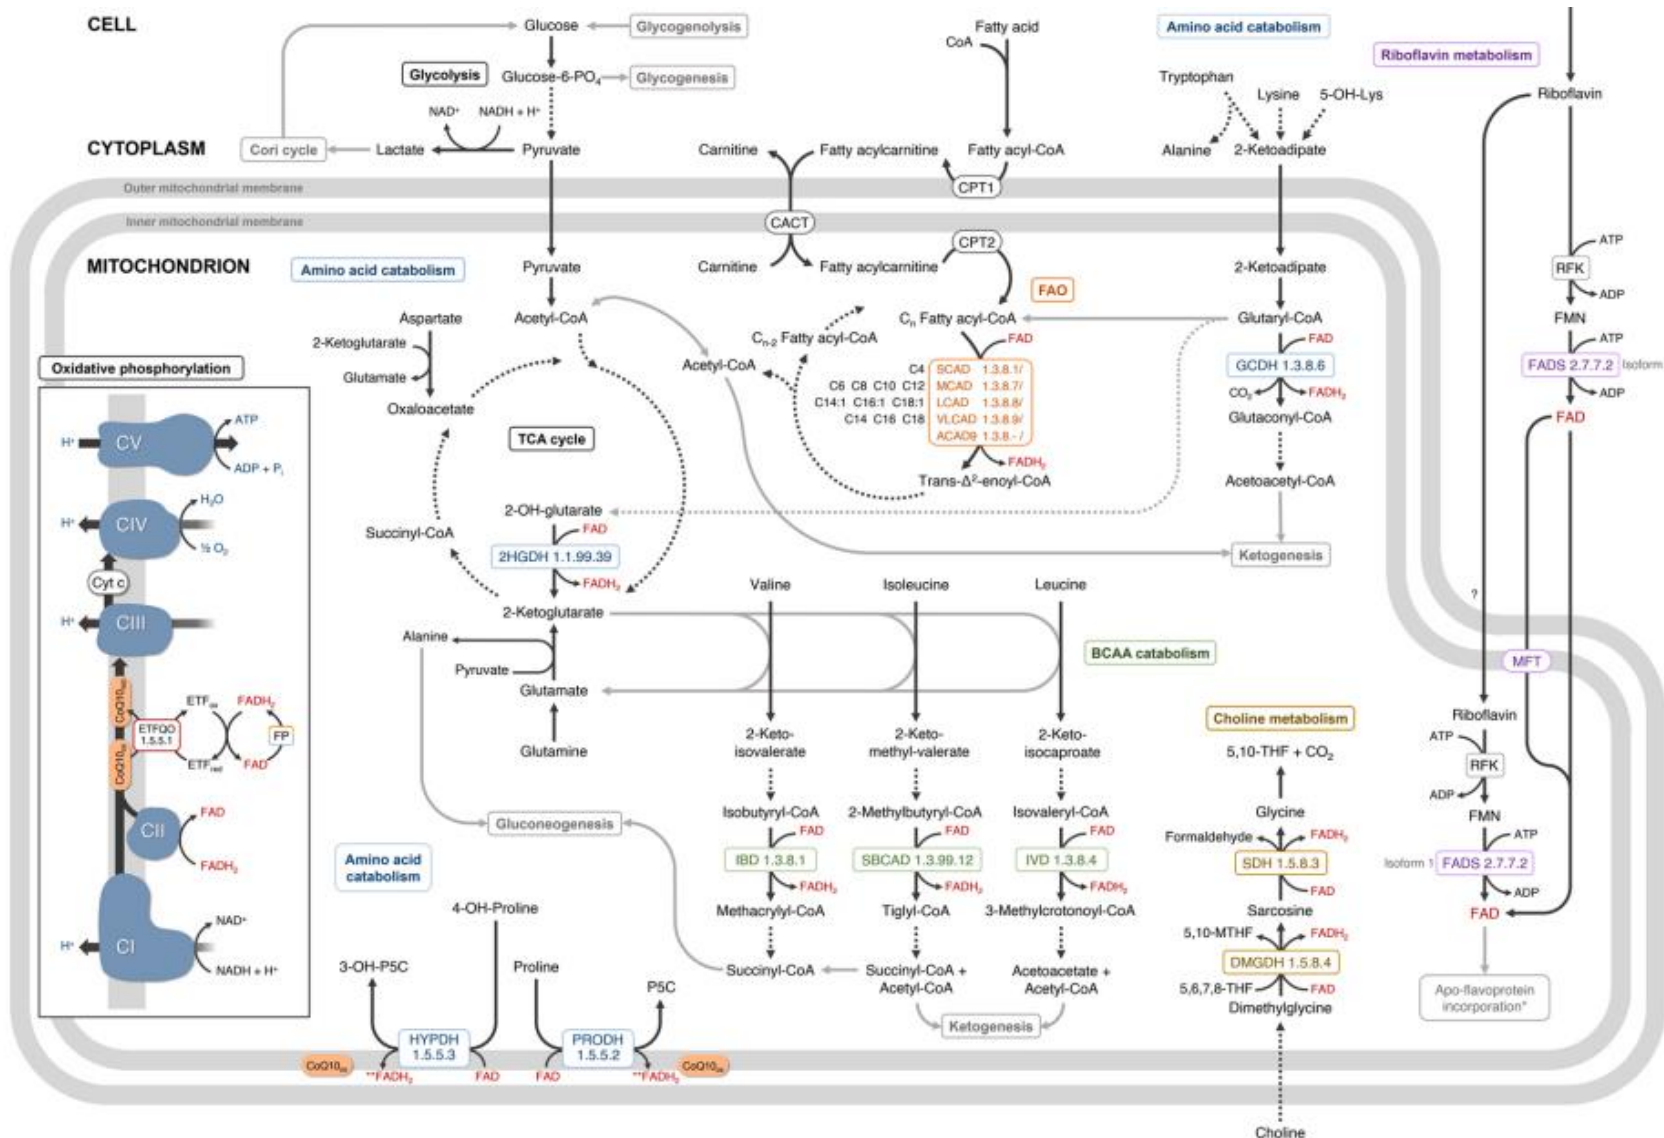 CELL
Glucose
Glycogenolysis
Glycolysis
Glucose-6-PO₄
Glycogenesis
NAD⁺
NADH + H⁺
CYTOPLASM
Cori cycle
Lactate
Pyruvate
Fatty acid
CoA
Carnitine
Fatty acylcarnitine
Fatty acyl-CoA
CPT1
Amino acid catabolism
Tryptophan
Lysine
5-OH-Lys
Alanine
2-Ketoadipate
Riboflavin metabolism
Riboflavin
Outer mitochondrial membrane
Inner mitochondrial membrane
CACT
CPT2
MITOCHONDRION
Amino acid catabolism
Pyruvate
Carnitine
Fatty acylcarnitine
2-Ketoadipate
FAO
Aspartate
2-Ketoglutarate
Glutamate
Oxaloacetate
Acetyl-CoA
TCA cycle
Acetyl-CoA
Cₙ₋₂ Fatty acyl-CoA
Cₙ Fatty acyl-CoA
FAD
C4 SCAD 1.3.8.1/
C6 C8 C10 C12 MCAD 1.3.8.7/
C14:1 C16:1 C18:1 LCAD 1.3.8.8/
C14 C16 C18 VLCAD 1.3.8.9/
ACAD9 1.3.8.- /
FADH₂
Trans-Δ²-enoyl-CoA
Glutaryl-CoA
FAD
GCDH 1.3.8.6
CO₂
FADH₂
Glutaconyl-CoA
Acetoacetyl-CoA
Ketogenesis
ATP
RFK
ADP
FMN
ATP
FADS 2.7.7.2
Isoform
ADP
FAD
Oxidative phosphorylation
H⁺
CV
ATP
ADP + Pᵢ
H⁺
CIV
H₂O
½ O₂
Cyt c
H⁺
CIII
CoQ10
ETFQO
1.5.5.1
ETFₒₓ
FADH₂
FP
CoQ10ₒₓ
ETFred
FAD
CII
FAD
FADH₂
H⁺
CI
NAD⁺
NADH + H⁺
2-OH-glutarate
FAD
2HGDH 1.1.99.39
FADH₂
Succinyl-CoA
2-Ketoglutarate
Alanine
Pyruvate
Glutamate
Glutamine
Gluconeogenesis
Valine
Isoleucine
Leucine
BCAA catabolism
2-Keto-
isovalerate
2-Keto-
methyl-valerate
2-Keto-
isocaproate
Isobutyryl-CoA
2-Methylbutyryl-CoA
Isovaleryl-CoA
FAD
FAD
FAD
IBD 1.3.8.1
SBCAD 1.3.99.12
IVD 1.3.8.4
FADH₂
FADH₂
FADH₂
Methacrylyl-CoA
Tiglyl-CoA
3-Methylcrotonoyl-CoA
Succinyl-CoA
Succinyl-CoA +
Acetyl-CoA
Acetoacetate +
Acetyl-CoA
Ketogenesis
Amino acid
catabolism
4-OH-Proline
3-OH-P5C
Proline
P5C
HYPDH
1.5.5.3
PRODH
1.5.5.2
CoQ10ₒₓ
**FADH₂
FAD
FAD
**FADH₂
CoQ10ₒₓ
Choline metabolism
5,10-THF + CO₂
Glycine
Formaldehyde
FADH₂
SDH 1.5.8.3
FAD
Sarcosine
5,10-MTHF
FADH₂
DMGDH 1.5.8.4
5,6,7,8-THF
FAD
Dimethylglycine
Choline
?
MFT
Riboflavin
ATP
RFK
ADP
FMN
ATP
Isoform 1
FADS 2.7.7.2
ADP
FAD
Apo-flavoprotein
incorporation*